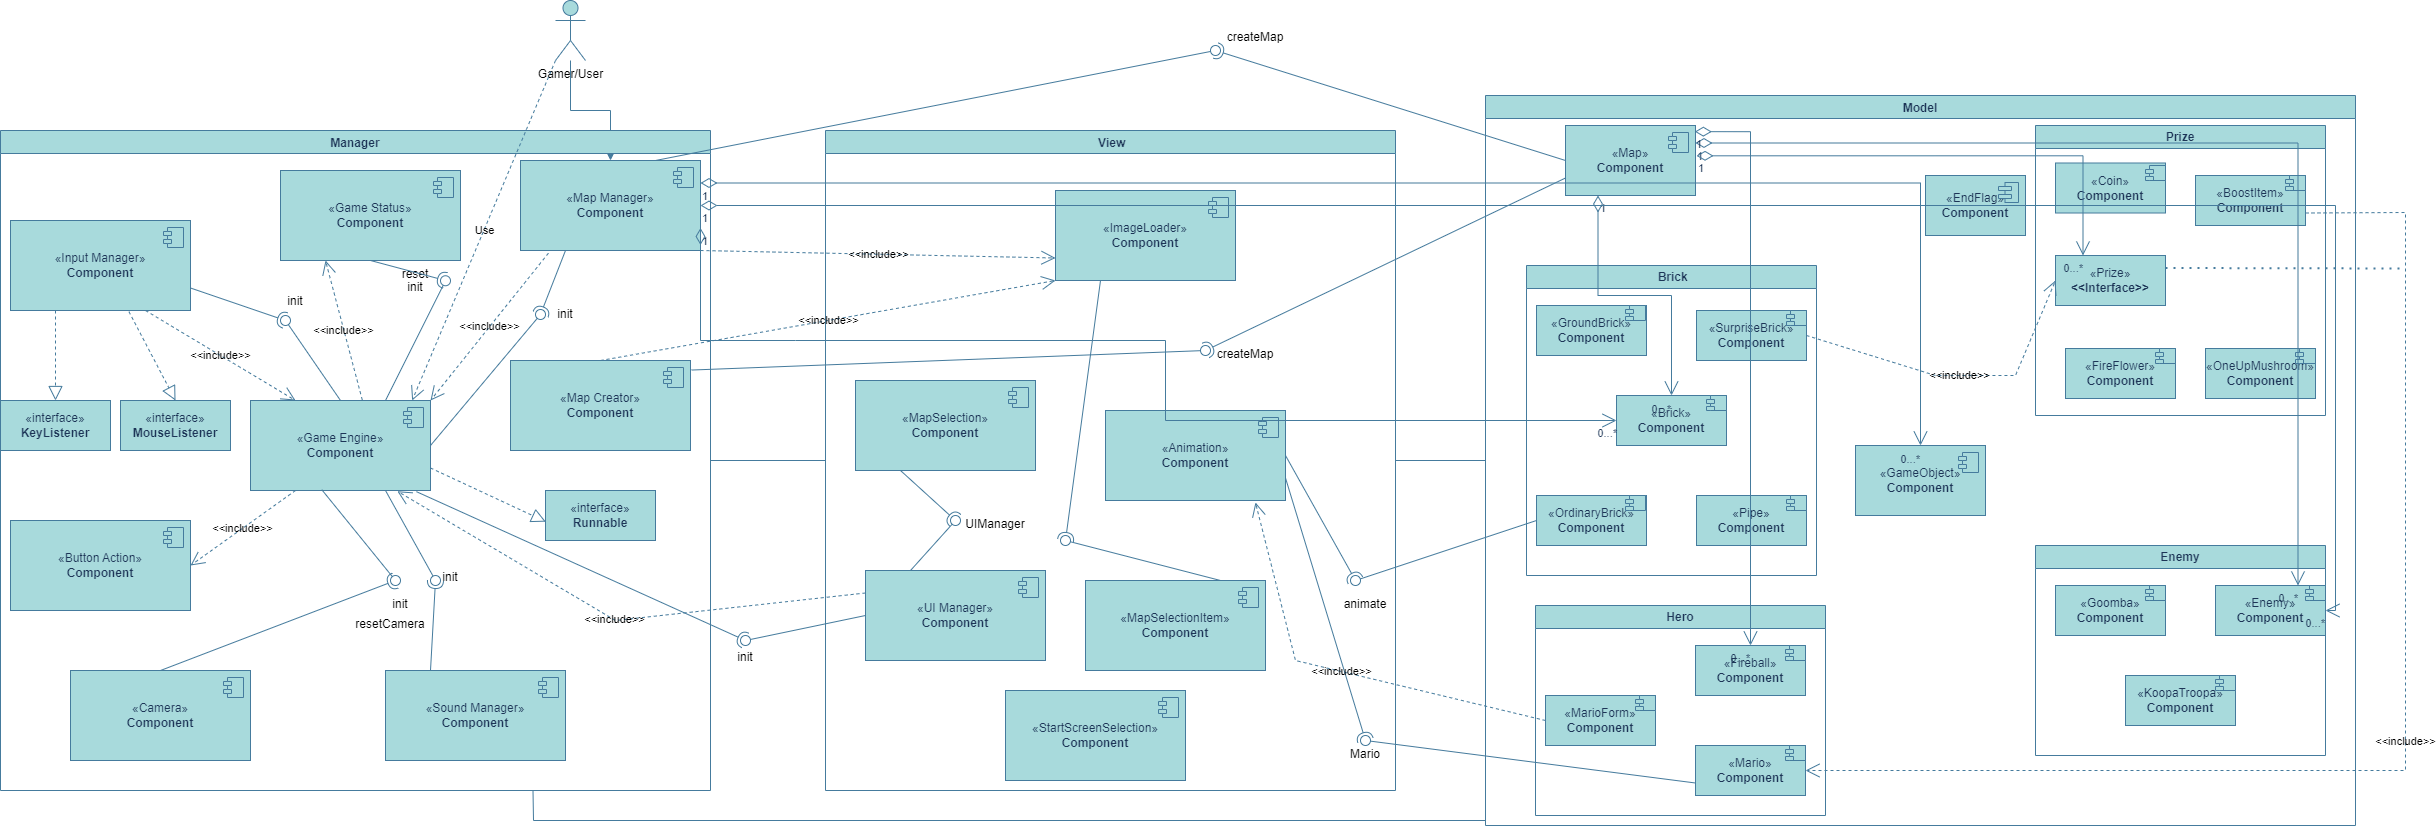 createMap
Gamer/User
Manager
«Game Status»
Component
«Map Manager»
Component
1
1
1
Use
«Input Manager»
Component
reset
init
init
init
<<include>>
<<include>>
<<include>>
«interface»
KeyListener
«interface»
MouseListener
«Game Engine»
Component
«Map Creator»
Component
«interface»
Runnable
<<include>>
«Button Action»
Component
init
init
resetCamera
<<include>>
init
«Camera»
Component
«Sound Manager»
Component
View
«ImageLoader»
Component
<<include>>
<<include>>
createMap
«MapSelection»
Component
«Animation»
Component
UIManager
«UI Manager»
Component
«MapSelectionItem»
Component
animate
<<include>>
«StartScreenSelection»
Component
Mario
Model
«Map»
Component
1
1
1
1
«EndFlag»
Component
Prize
«Coin»
Component
«BoostItem»
Component
0...*
«Prize»
<<Interface>>
«FireFlower»
Component
«OneUpMushroom»
Component
<<include>>
Brick
«GroundBrick»
Component
«SurpriseBrick»
Component
0...*
«Brick»
Component
0...*
«OrdinaryBrick»
Component
«Pipe»
Component
0...*
«GameObject»
Component
Hero
0...*
«Fireball»
Component
«MarioForm»
Component
«Mario»
Component
Enemy
«Goomba»
Component
0...*
«Enemy»
Component
0...*
«KoopaTroopa»
Component
<<include>>